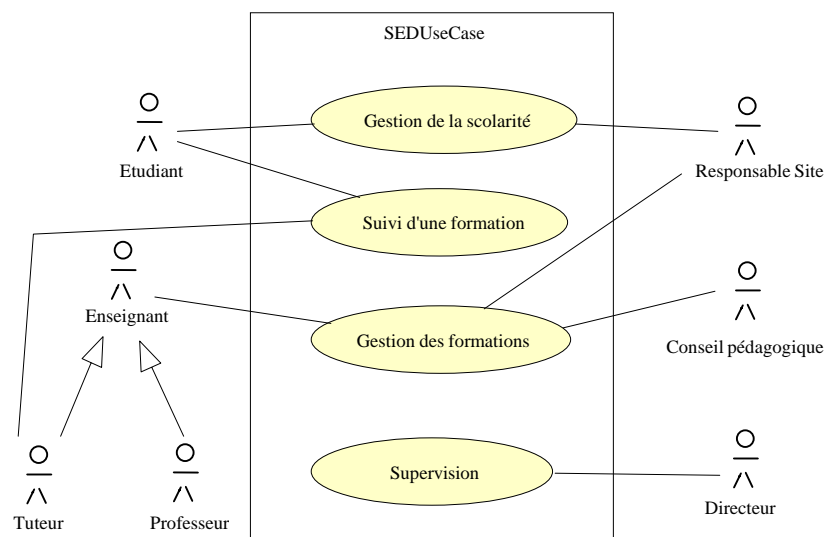 SEDUseCase
Gestion de la scolarité
Etudiant
Responsable Site
Suivi d'une formation
Enseignant
Gestion des formations
Conseil pédagogique
Supervision
Directeur
Tuteur
Professeur